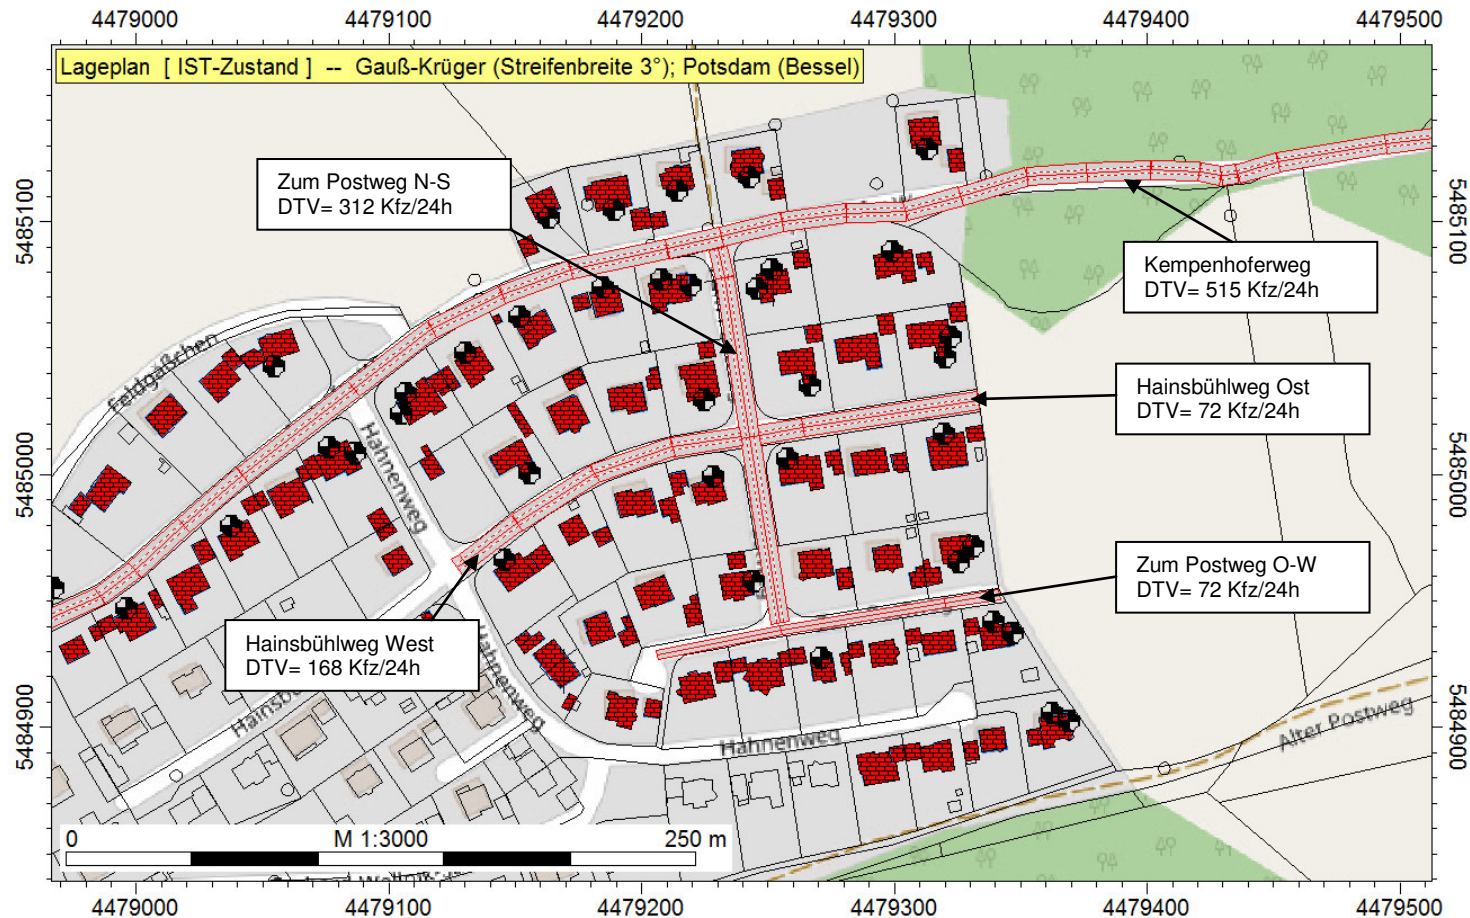 4479000 4479100 4479200 4479300 4479400 4479500
Lageplan [ IST-Zustand ] -- Gauß-Krüger (Streifenbreite 3°); Potsdam (Bessel)
Zum Postweg N-S
DTV= 312 Kfz/24h
5485100
5485100
Kempenhoferweg
DTV= 515 Kfz/24h
Feldgäßchen
Hainsbühlweg Ost
DTV= 72 Kfz/24h
Hahnenweg
5485000
5485000
Zum Postweg O-W
DTV= 72 Kfz/24h
Hainsbühlweg West
DTV= 168 Kfz/24h
Hahnenweg
Hainsbü
5484900
5484900
Hahnenweg
Alter Postweg
0 M 1:3000 250 m
4479000 4479100 4479200 4479300 4479400 4479500